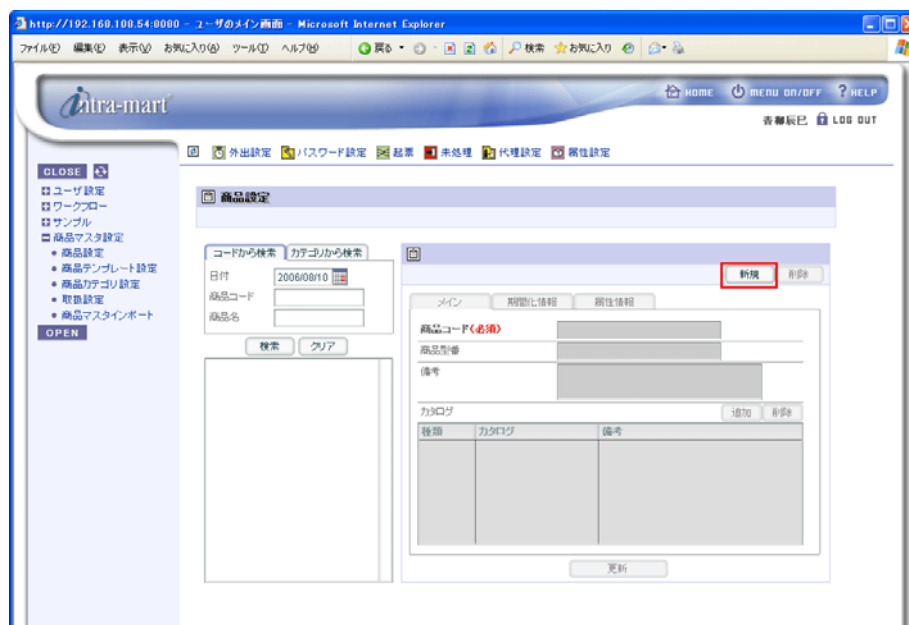 http://192.168.108.54:8080 - ユーザのメイン画面 - Microsoft Internet Explorer
ファイル(F) 編集(E) 表示(V) お気に入り(A) ツール(T) ヘルプ(H) 戻る 検索 お気に入り
intra-mart
HOME MENU ON/OFF ? HELP
青柳辰巳 LOG OUT
外出設定 パスワード設定 起票 未処理 代理設定 属性設定
CLOSE
ユーザ設定
ワークフロー
サンプル
商品マスタ設定
商品設定
商品テンプレート設定
商品カテゴリ設定
取扱設定
商品マスタインポート
OPEN
商品設定
コードから検索 カテゴリから検索
日付 2006/08/10
商品コード
商品名
検索 クリア
新規 削除
メイン 期間化情報 属性情報
商品コード(必須)
商品型番
備考
カタログ 追加 削除
種類 カタログ 備考
更新